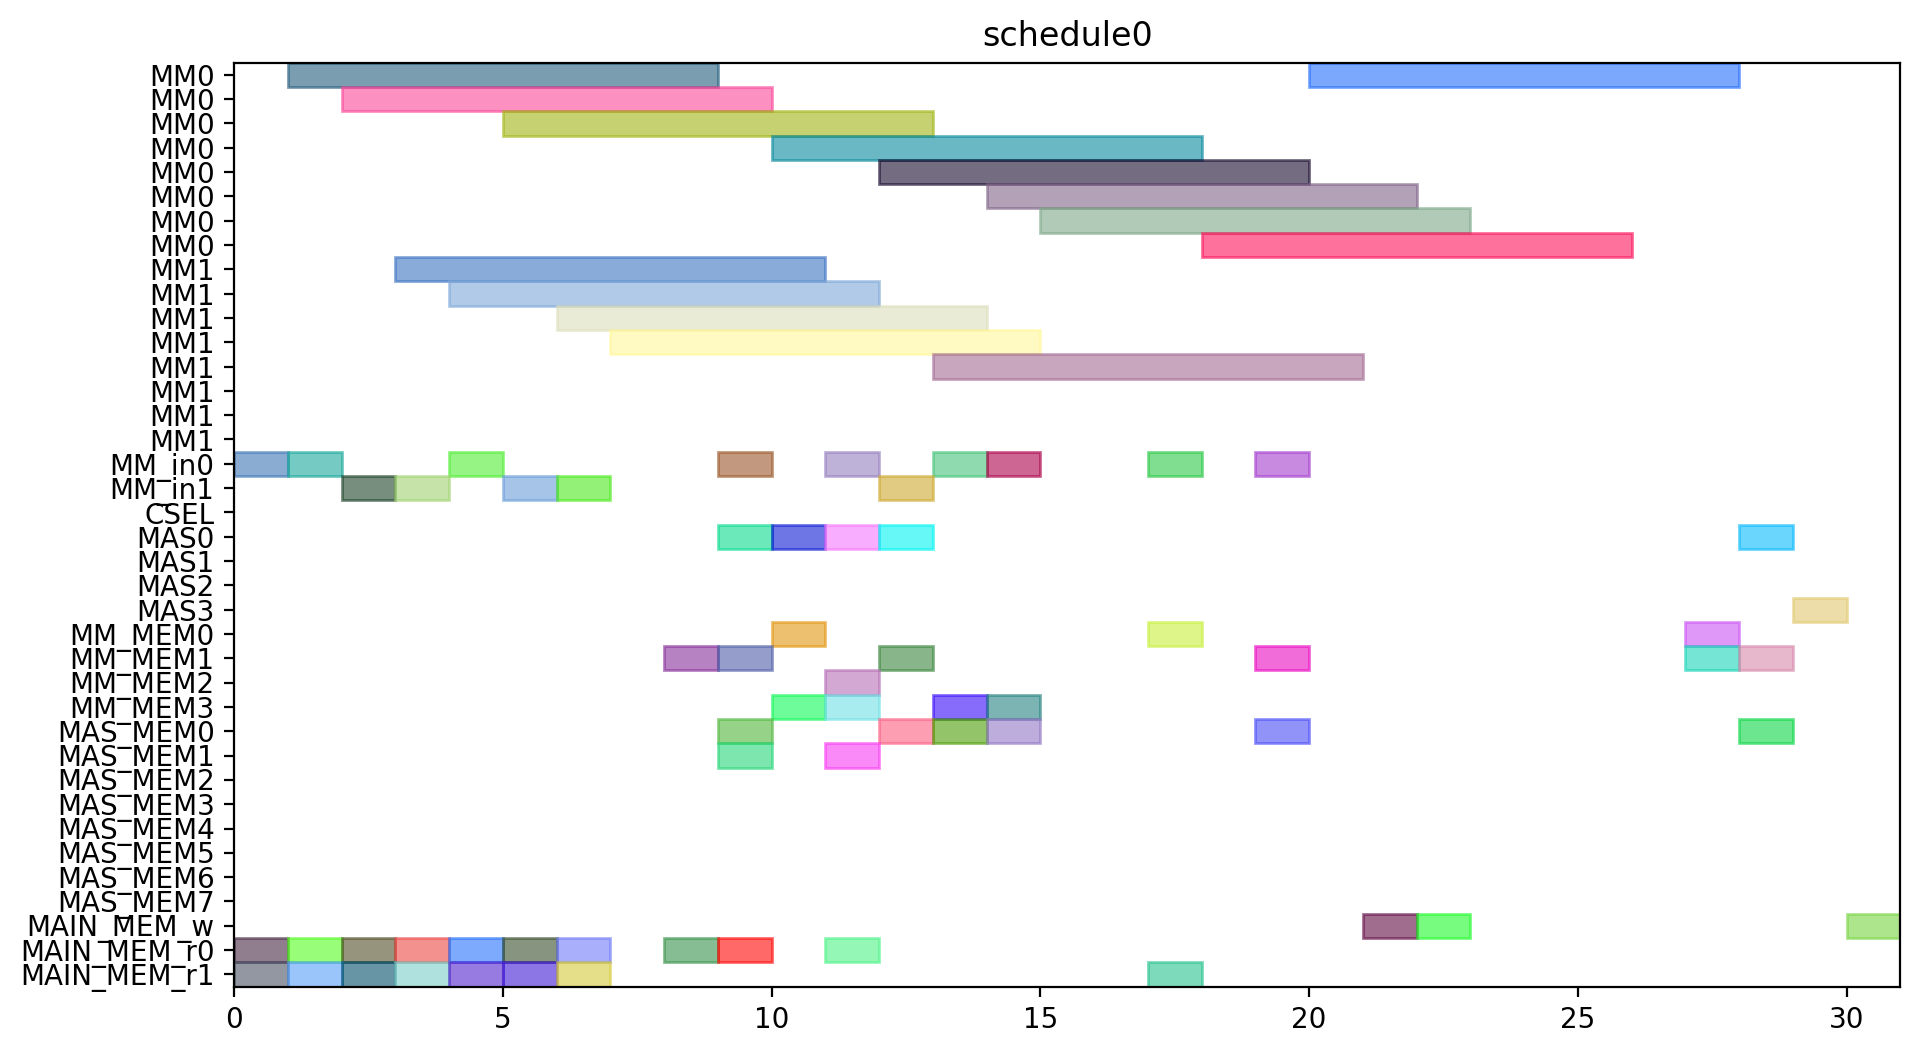 schedule0
MM0
MM0
MM0
MM0
MM0
MM0
MM0
MM0
MM1
MM1
MM1
MM1
MM1
MM1
MM1
MM1
MM_in0
MM_in1
CSEL
MAS0
MAS1
MAS2
MAS3
MM_MEM0
MM_MEM1
MM_MEM2
MM_MEM3
MAS_MEM0
MAS_MEM1
MAS_MEM2
MAS_MEM3
MAS_MEM4
MAS_MEM5
MAS_MEM6
MAS_MEM7
MAIN_MEM_w
MAIN_MEM_r0
MAIN_MEM_r1
0 5 10 15 20 25 30